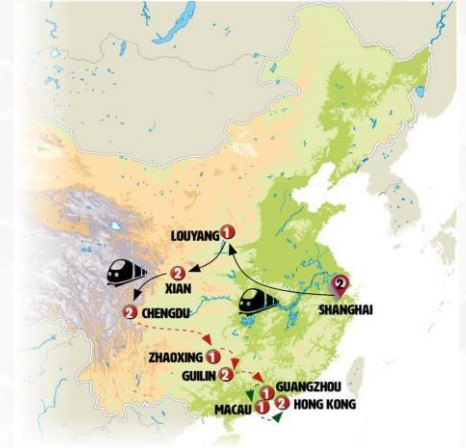 LOUYANG 1
2
XIAN
2 CHENGDU
2
SHANGHAI
ZHAOXING 1
GUILIN 2
1 GUANGZHOU
MACAU 1 2 HONG KONG